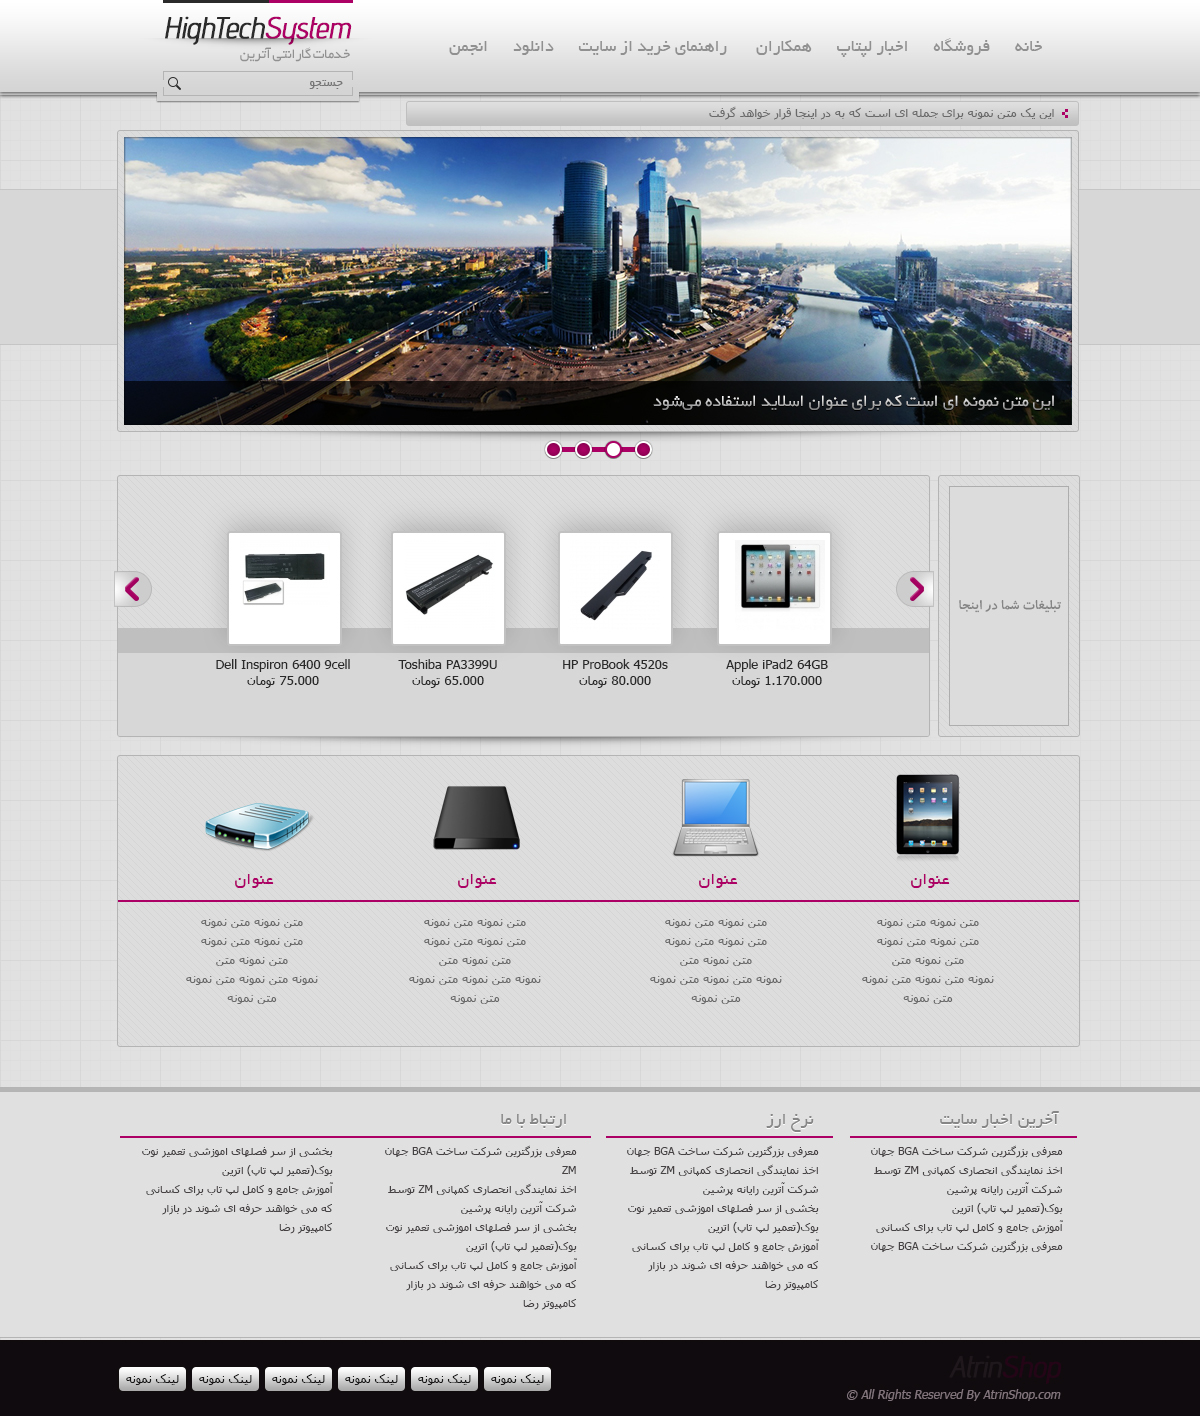 HighTechSystem
خدمات گارانتی آترین
جستجو
خانه فروشگاه اخبار لپتاپ همکاران راهنمای خرید از سایت دانلود انجمن
این یک متن نمونه برای جمله ای است که به در اینجا قرار خواهد گرفت
این متن نمونه ای است که برای عنوان اسلاید استفاده می‌شود
تبلیغات شما در اینجا
Apple iPad2 64GB
1.170.000 تومان
HP ProBook 4520s
80.000 تومان
Toshiba PA3399U
65.000 تومان
Dell Inspiron 6400 9cell
75.000 تومان
عنوان
متن نمونه متن نمونه
متن نمونه متن نمونه
متن نمونه متن
نمونه متن نمونه متن نمونه
متن نمونه
عنوان
متن نمونه متن نمونه
متن نمونه متن نمونه
متن نمونه متن
نمونه متن نمونه متن نمونه
متن نمونه
عنوان
متن نمونه متن نمونه
متن نمونه متن نمونه
متن نمونه متن
نمونه متن نمونه متن نمونه
متن نمونه
عنوان
متن نمونه متن نمونه
متن نمونه متن نمونه
متن نمونه متن
نمونه متن نمونه متن نمونه
متن نمونه
آخرین اخبار سایت
معرفی بزرگترین شرکت ساخت BGA جهان
اخذ نمایندگی انحصاری کمپانی ZM توسط
شرکت آترین رایانه پرشین
بوک(تعمیر لپ تاپ) اترین
آموزش جامع و کامل لپ تاب برای کسانی
معرفی بزرگترین شرکت ساخت BGA جهان
نرخ ارز
معرفی بزرگترین شرکت ساخت BGA جهان
اخذ نمایندگی انحصاری کمپانی ZM توسط
شرکت آترین رایانه پرشین
بخشی از سر فصلهای اموزشی تعمیر نوت
بوک(تعمیر لپ تاپ) اترین
آموزش جامع و کامل لپ تاب برای کسانی
که می خواهند حرفه ای شوند در بازار
کامپیوتر رضا
ارتباط با ما
معرفی بزرگترین شرکت ساخت BGA جهان
ZM
اخذ نمایندگی انحصاری کمپانی ZM توسط
شرکت آترین رایانه پرشین
بخشی از سر فصلهای اموزشی تعمیر نوت
بوک(تعمیر لپ تاپ) اترین
آموزش جامع و کامل لپ تاب برای کسانی
که می خواهند حرفه ای شوند در بازار
کامپیوتر رضا
بخشی از سر فصلهای اموزشی تعمیر نوت
بوک(تعمیر لپ تاپ) اترین
آموزش جامع و کامل لپ تاب برای کسانی
که می خواهند حرفه ای شوند در بازار
کامپیوتر رضا
AtrinShop
© All Rights Reserved By AtrinShop.com
لینک نمونه لینک نمونه لینک نمونه لینک نمونه لینک نمونه لینک نمونه